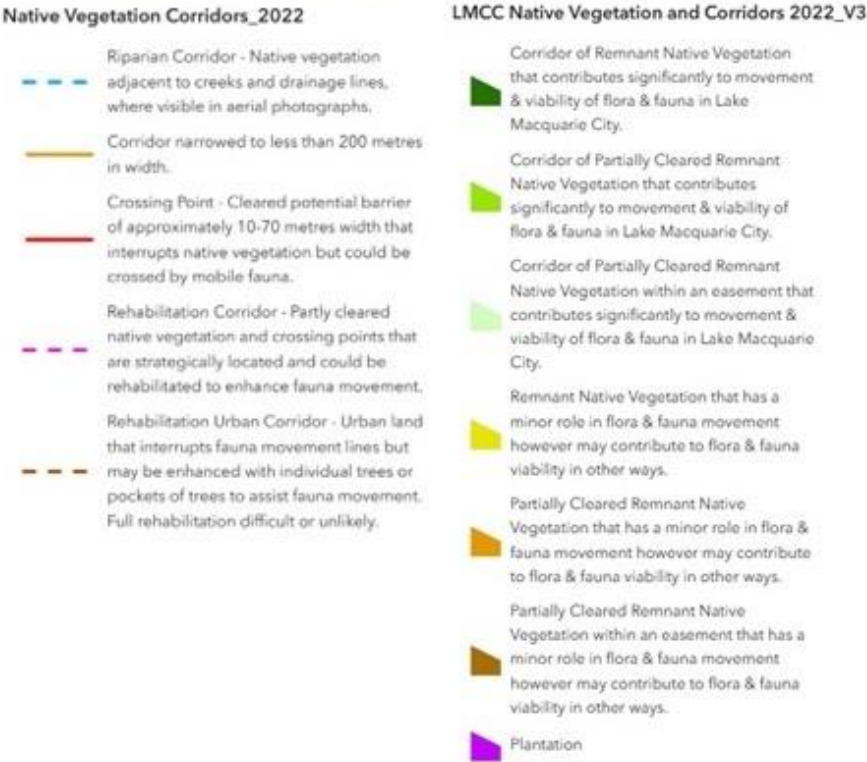 Native Vegetation Corridors_2022
Riparian Corridor - Native vegetation
adjacent to creeks and drainage lines,
where visible in aerial photographs.
Corridor narrowed to less than 200 metres
in width.
Crossing Point - Cleared potential barrier
of approximately 10-70 metres width that
interrupts native vegetation but could be
crossed by mobile fauna.
Rehabilitation Corridor - Partly cleared
native vegetation and crossing points that
are strategically located and could be
rehabilitated to enhance fauna movement.
Rehabilitation Urban Corridor - Urban land
that interrupts fauna movement lines but
may be enhanced with individual trees or
pockets of trees to assist fauna movement.
Full rehabilitation difficult or unlikely.
LMCC Native Vegetation and Corridors 2022_V3
Corridor of Remnant Native Vegetation
that contributes significantly to movement
& viability of flora & fauna in Lake
Macquarie City.
Corridor of Partially Cleared Remnant
Native Vegetation that contributes
significantly to movement & viability of
flora & fauna in Lake Macquarie City.
Corridor of Partially Cleared Remnant
Native Vegetation within an easement that
contributes significantly to movement &
viability of flora & fauna in Lake Macquarie
City.
Remnant Native Vegetation that has a
minor role in flora & fauna movement
however may contribute to flora & fauna
viability in other ways.
Partially Cleared Remnant Native
Vegetation that has a minor role in flora &
fauna movement however may contribute
to flora & fauna viability in other ways.
Partially Cleared Remnant Native
Vegetation within an easement that has a
minor role in flora & fauna movement
however may contribute to flora & fauna
viability in other ways.
Plantation